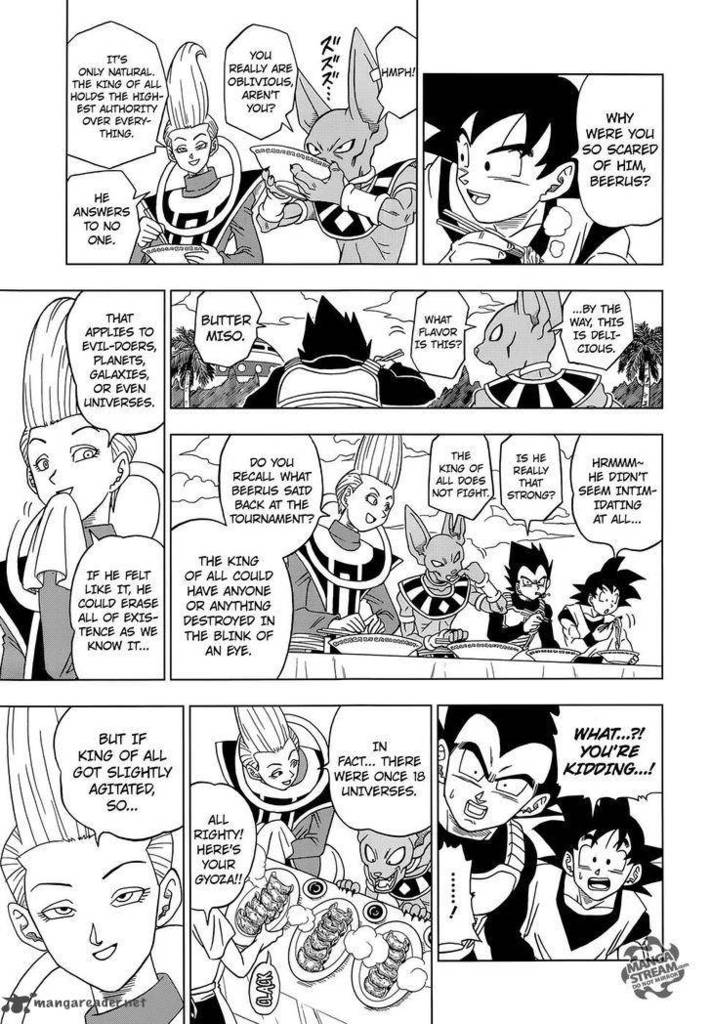 WHY
WERE YOU
SO SCARED
OF HIM,
BEERUS?
HMPH!
ズズズ…
YOU
REALLY ARE
OBLIVIOUS,
AREN'T
YOU?
IT'S
ONLY NATURAL.
THE KING OF ALL
HOLDS THE HIGH-
EST AUTHORITY
OVER EVERY-
THING.
HE
ANSWERS TO
NO ONE.
...BY
THE WAY, THIS
IS DELI-
CIOUS.
WHAT
FLAVOR
IS THIS?
BUTTER
MISO.
THAT
APPLIES TO
EVIL-DOERS,
PLANETS,
GALAXIES,
OR EVEN
UNIVERSES.
IF HE FELT
LIKE IT, HE
COULD ERASE
ALL OF EXIS-
TENCE AS WE
KNOW IT...
HRMMM~
HE DIDN'T
SEEM INTIM-
IDATING
AT ALL...
IS HE
REALLY
THAT
STRONG?
THE
KING OF
ALL DOES
NOT FIGHT.
DO YOU
RECALL WHAT
BEERUS SAID
BACK AT THE
TOURNAMENT?
THE KING
OF ALL COULD
HAVE ANYONE
OR ANYTHING
DESTROYED IN
THE BLINK OF
AN EYE.
WHAT...?!
YOU'RE
KIDDING...!
......!
IN
FACT... THERE
WERE ONCE 18
UNIVERSES.
ALL
RIGHTY!
HERE'S
YOUR
GYOZA!!
CLACK
BUT IF
KING OF ALL
GOT SLIGHTLY
AGITATED,
SO...
MANGA
STREAM.COM
DO NOT MIRROR
mangareader.net